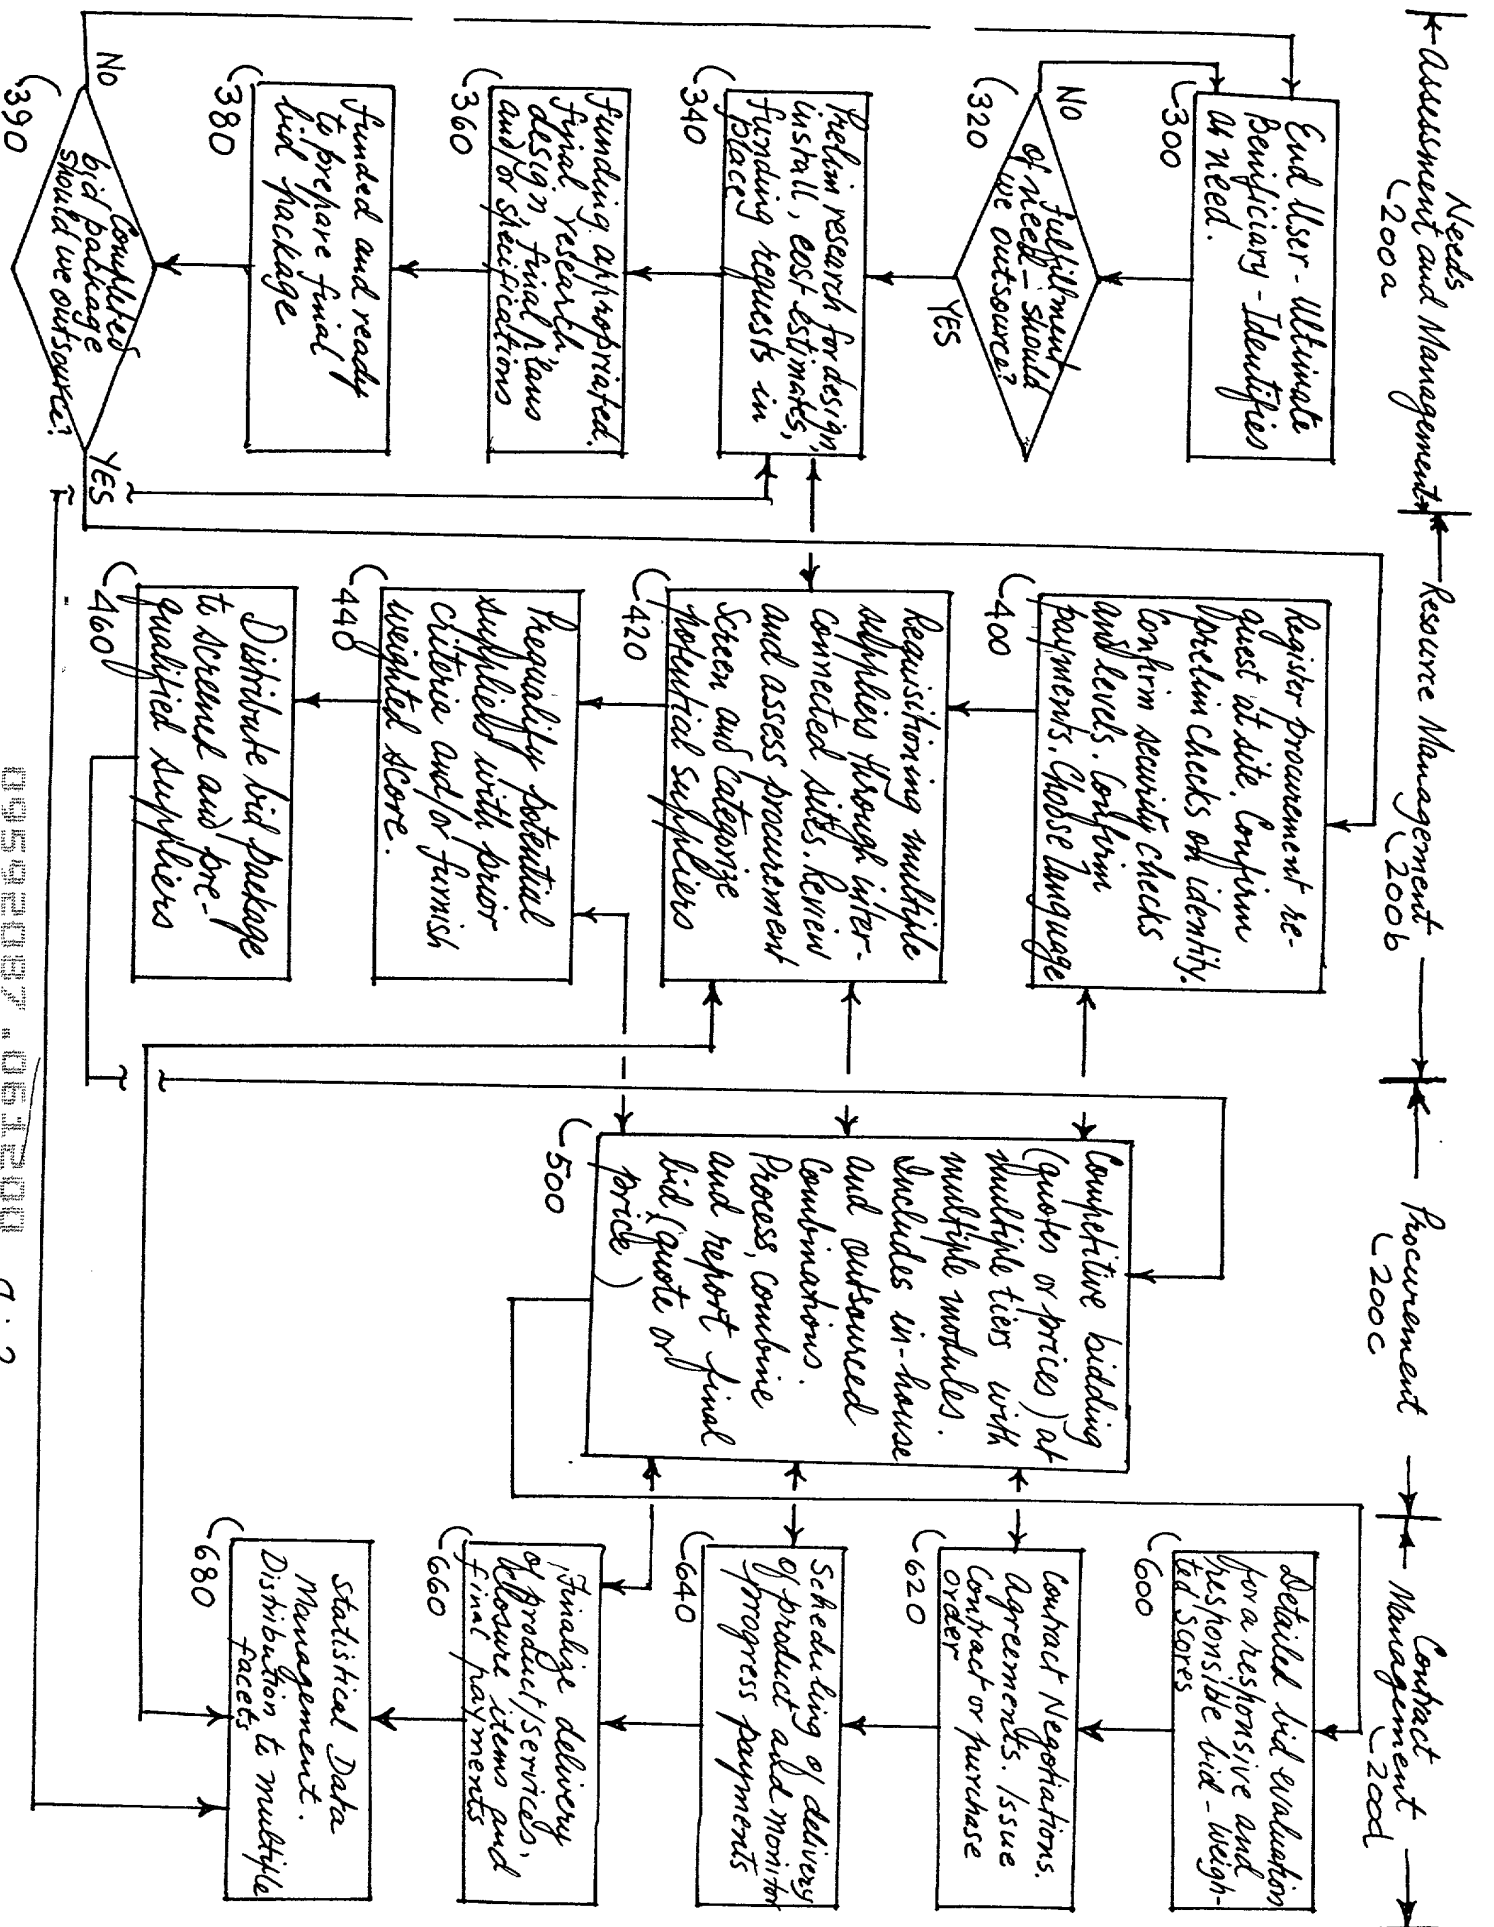 Needs
Assessment and Management
200a
Resource Management
200b
Procurement
200c
Contract
Management
200d
End User - Ultimate
Benificiary - Identifies
a need.
300
Fulfillment
of need - should
we outsource?
320
No
YES
Prelim research for design,
install, cost estimates,
funding requests in
place
340
Funding appropriated.
final research,
design, final plans
and/or specifications
360
Funded and ready
to prepare final
bid package
380
Completed
bid package
should we outsource?
390
No
YES
Register procurement re-
quest at site. Confirm
prelim checks on identity.
Confirm security checks
and levels. Confirm
payments. Choose language
400
Requisitioning multiple
suppliers through inter-
connected sites. Review
and assess procurement
Screen and Categorize
potential suppliers
420
Prequalify potential
supplied with prior
criteria and/or furnish
weighted score.
440
Distribute bid package
to screened and pre-
qualified suppliers
460
Competitive bidding
(quotes or prices) at
multiple tiers with
multiple modules.
Includes in-house
and outsourced
Combinations.
Process, combine
and report final
bid (quote or
price)
500
Detailed bid evaluation
for a responsive and
responsible bid - weigh-
ted scores
600
Contract Negotiations.
Agreements. Issue
Contract or purchase
order
620
Scheduling of delivery
of product and monitor
progress payments
640
Finalize delivery
of product/services,
closure items and
final payments
660
Statistical Data
Management.
Distribution to multiple
facets
680